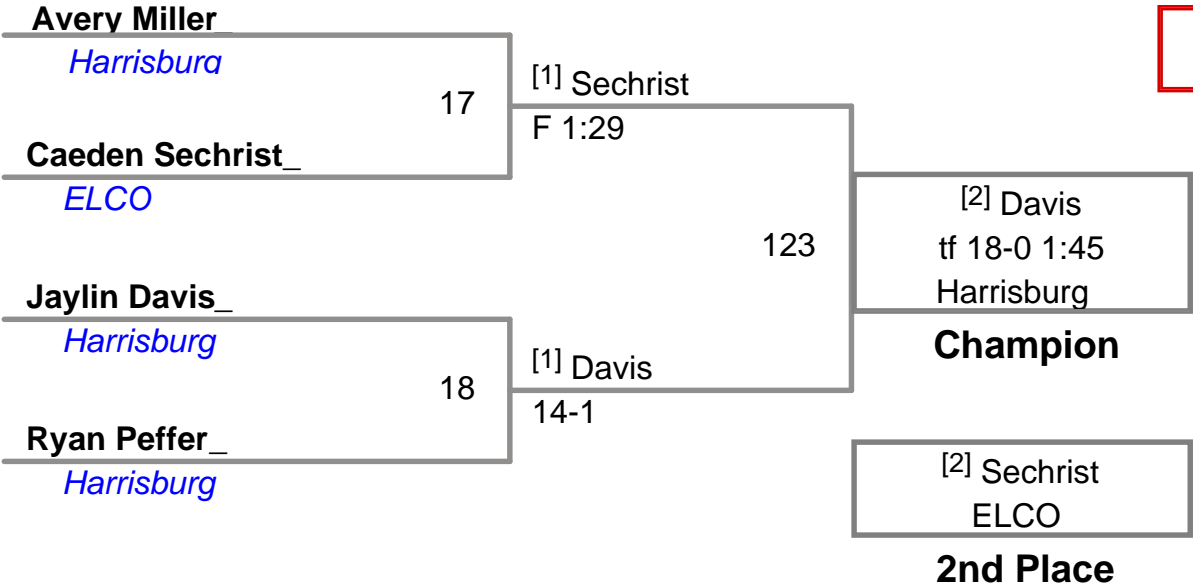 Avery Miller_
Harrisburg
17
[1] Sechrist
F 1:29
Caeden Sechrist_
ELCO
123
[2] Davis
tf 18-0 1:45
Harrisburg
Champion
Jaylin Davis_
Harrisburg
18
[1] Davis
14-1
Ryan Peffer_
Harrisburg
[2] Sechrist
ELCO
2nd Place